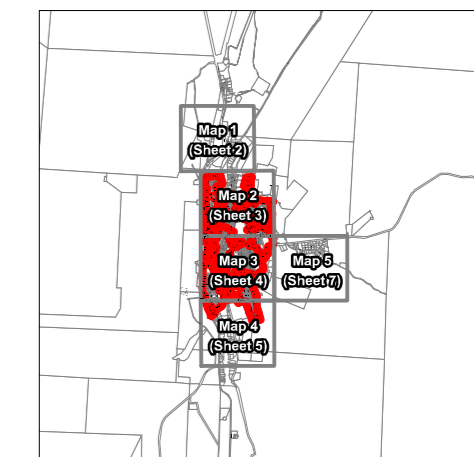 Map 1
(Sheet 2)
Map 2
(Sheet 3)
Map 3
(Sheet 4)
Map 5
(Sheet 7)
Map 4
(Sheet 5)